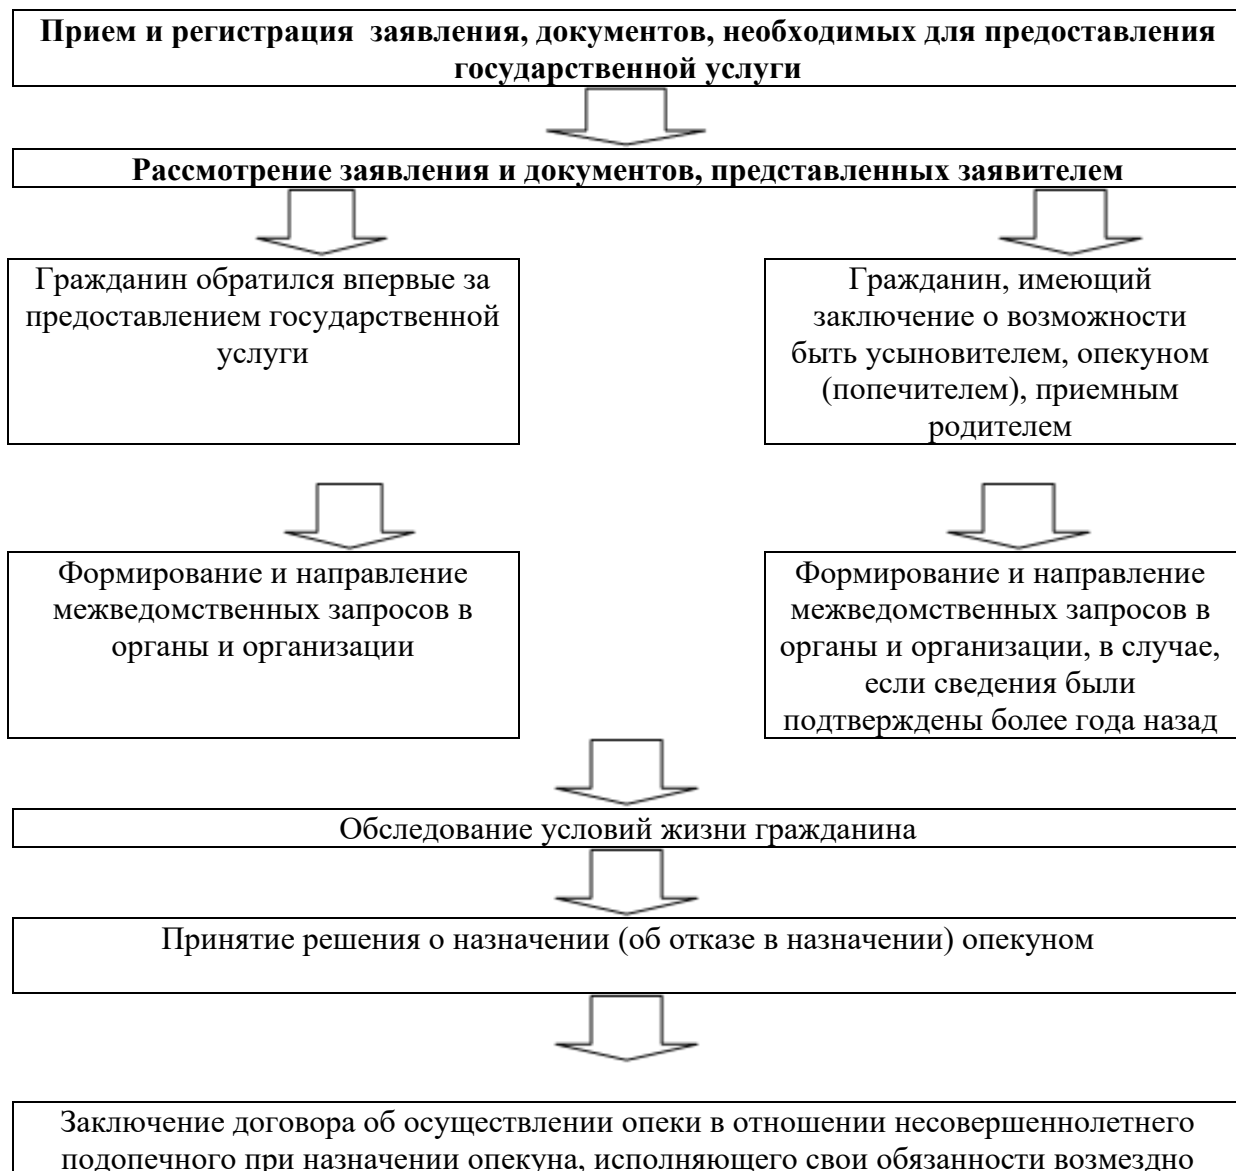 Прием и регистрация  заявления, документов, необходимых для предоставления
государственной услуги
Рассмотрение заявления и документов, представленных заявителем
Гражданин обратился впервые за
предоставлением государственной
услуги
Гражданин, имеющий
заключение о возможности
быть усыновителем, опекуном
(попечителем), приемным
родителем
Формирование и направление
межведомственных запросов в
органы и организации
Формирование и направление
межведомственных запросов в
органы и организации, в случае,
если сведения были
подтверждены более года назад
Обследование условий жизни гражданина
Принятие решения о назначении (об отказе в назначении) опекуном
Заключение договора об осуществлении опеки в отношении несовершеннолетнего
подопечного при назначении опекуна, исполняющего свои обязанности возмездно